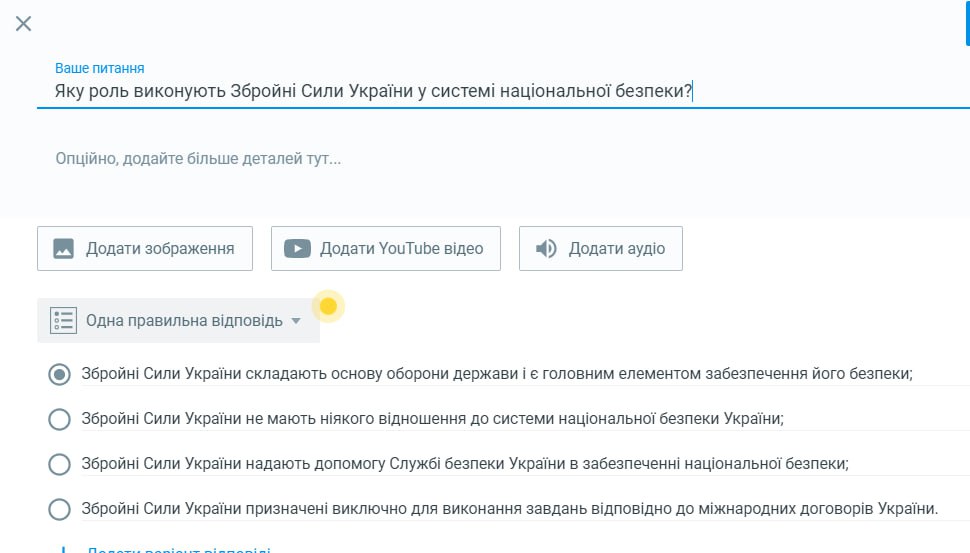 Ваше питання
Яку роль виконують Збройні Сили України у системі національної безпеки?
Опційно, додайте більше деталей тут...
Додати зображення
Додати YouTube відео
Додати аудіо
Одна правильна відповідь
Збройні Сили України складають основу оборони держави і є головним елементом забезпечення його безпеки;
Збройні Сили України не мають ніякого відношення до системи національної безпеки України;
Збройні Сили України надають допомогу Службі безпеки України в забезпеченні національної безпеки;
Збройні Сили України призначені виключно для виконання завдань відповідно до міжнародних договорів України.
Додати варіант відповіді